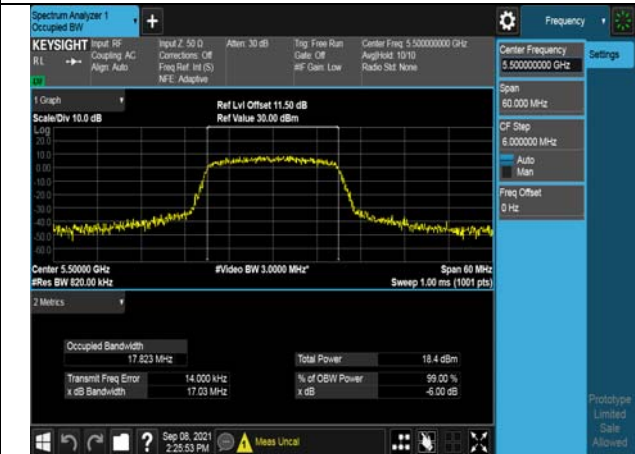 Spectrum Analyzer 1
Occupied BW
+
Frequency
KEYSIGHT
RL
Input: RF
Coupling: AC
Align: Auto
Input Z: 50 Ω
Corrections: Off
Freq Ref: Int (S)
NFE: Adaptive
Atten: 30 dB
Trig: Free Run
Gate: Off
#IF Gain: Low
Center Freq: 5.500000000 GHz
Avg|Hold: 10/10
Radio Std: None
Center Frequency
5.500000000 GHz
Settings
Span
60.000 MHz
CF Step
6.000000 MHz
Auto
Man
Freq Offset
0 Hz
1 Graph
Scale/Div 10.0 dB
Ref Lvl Offset 11.50 dB
Ref Value 30.00 dBm
Log
20.0
10.0
0.00
-10.0
-20.0
-30.0
-40.0
-50.0
-60.0
Center 5.50000 GHz
#Res BW 820.00 kHz
#Video BW 3.0000 MHz*
Span 60 MHz
Sweep 1.00 ms (1001 pts)
2 Metrics
Occupied Bandwidth
17.823 MHz
Total Power 18.4 dBm
Transmit Freq Error 14.000 kHz
% of OBW Power 99.00 %
x dB Bandwidth 17.03 MHz
x dB -6.00 dB
Prototype
Limited
Sale
Allowed
?
Sep 08, 2021
2:25:53 PM
Meas Uncal